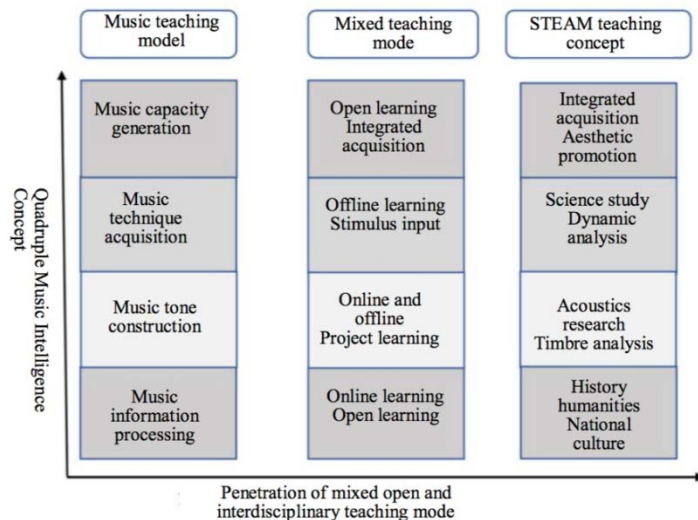 Music teaching
model
Mixed teaching
mode
STEAM teaching
concept
Quadruple Music Intelligence
Concept
Music capacity
generation
Open learning
Integrated acquisition
Integrated
acquisition
Aesthetic
promotion
Music
technique
acquisition
Offline learning
Stimulus input
Science study
Dynamic
analysis
Music tone
construction
Online and
offline
Project learning
Acoustics
research
Timbre analysis
Music
information
processing
Online learning
Open learning
History
humanities
National
culture
Penetration of mixed open and
interdisciplinary teaching mode